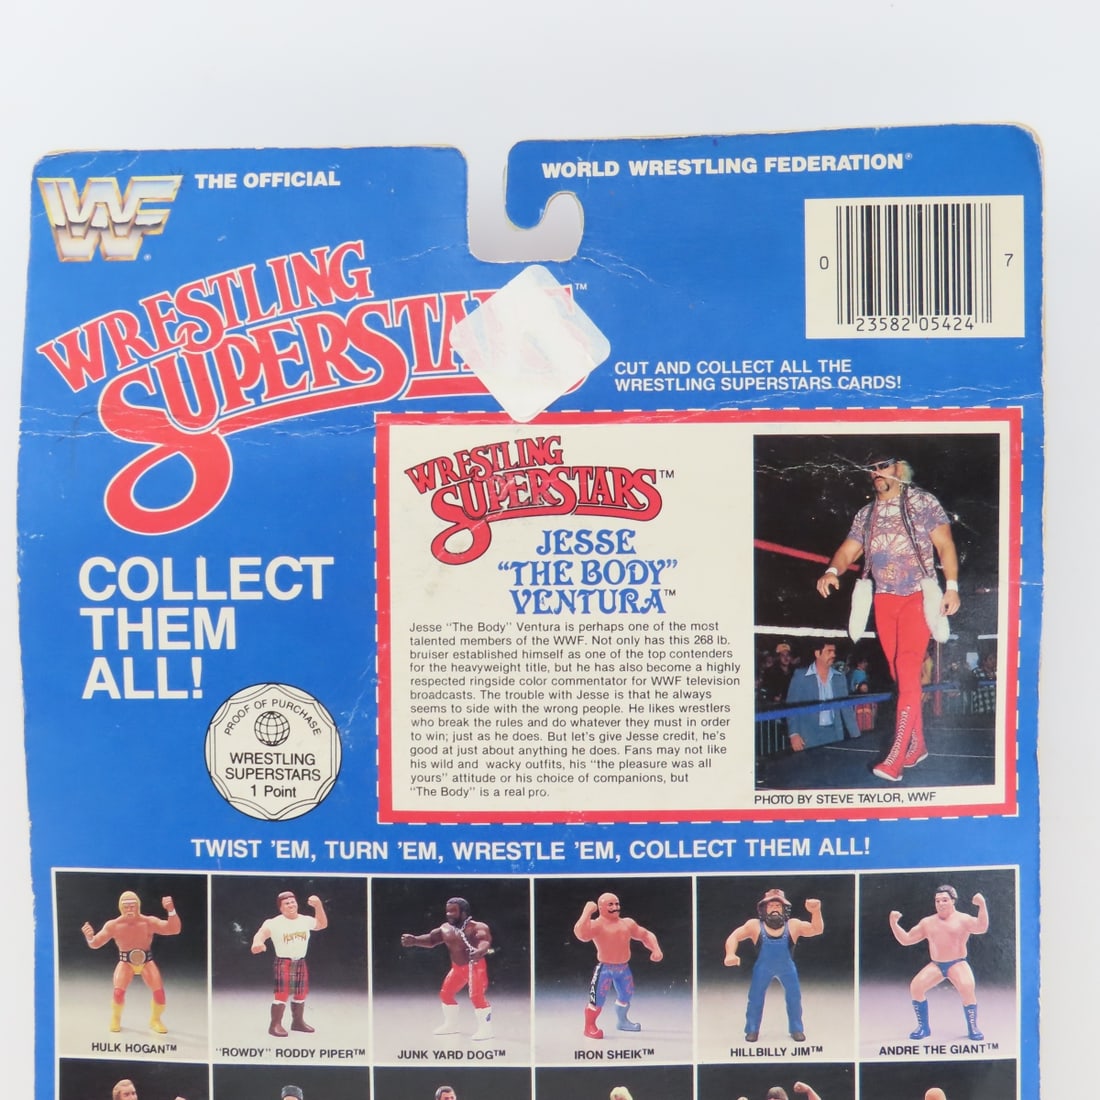 WF
THE OFFICIAL
WORLD WRESTLING FEDERATION®
WRESTLING
SUPERSTA
™
0
7
23582 05424
CUT AND COLLECT ALL THE
WRESTLING SUPERSTARS CARDS!
COLLECT
THEM
ALL!
PROOF OF PURCHASE
WRESTLING
SUPERSTARS
1 Point
WRESTLING
SUPERSTARS™
JESSE
"THE BODY"
VENTURA™
Jesse "The Body" Ventura is perhaps one of the most
talented members of the WWF. Not only has this 268 lb.
bruiser established himself as one of the top contenders
for the heavyweight title, but he has also become a highly
respected ringside color commentator for WWF television
broadcasts. The trouble with Jesse is that he always
seems to side with the wrong people. He likes wrestlers
who break the rules and do whatever they must in order
to win; just as he does. But let's give Jesse credit, he's
good at just about anything he does. Fans may not like
his wild and wacky outfits, his "the pleasure was all
yours" attitude or his choice of companions, but
"The Body" is a real pro.
PHOTO BY STEVE TAYLOR, WWF
TWIST 'EM, TURN 'EM, WRESTLE 'EM, COLLECT THEM ALL!
HULK HOGAN™
"ROWDY" RODDY PIPER™
JUNK YARD DOG™
IRON SHEIK™
HILLBILLY JIM™
ANDRE THE GIANT™